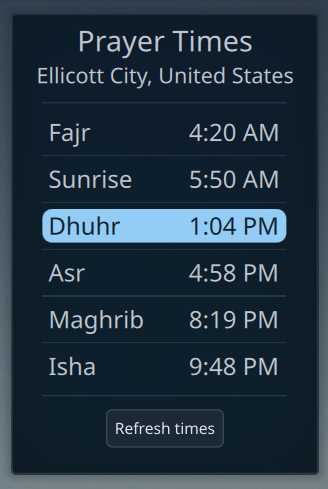 Prayer Times
Ellicott City, United States
Fajr 4:20 AM
Sunrise 5:50 AM
Dhuhr 1:04 PM
Asr 4:58 PM
Maghrib 8:19 PM
Isha 9:48 PM
Refresh times